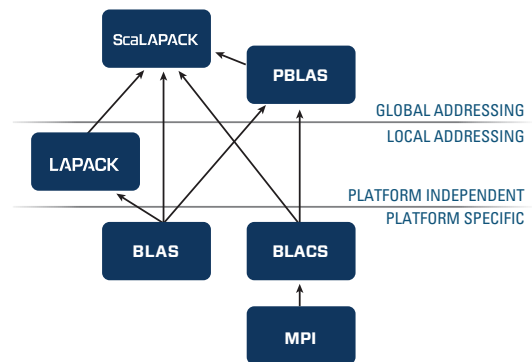 ScaLAPACK
PBLAS
GLOBAL ADDRESSING
LOCAL ADDRESSING
LAPACK
PLATFORM INDEPENDENT
PLATFORM SPECIFIC
BLAS
BLACS
MPI